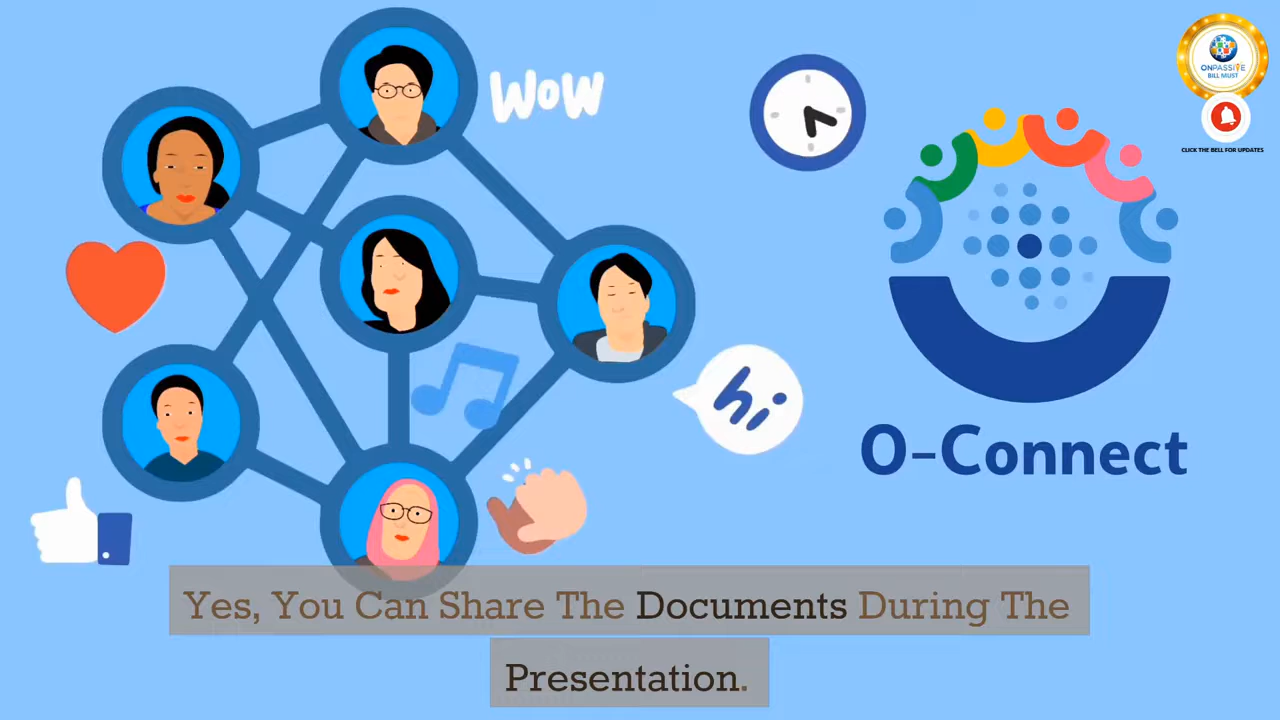 WOW
ONPASSIVE
BILL MUST
CLICK THE BELL FOR UPDATES
hi
O-Connect
Yes, You Can Share The Documents During The
Presentation.